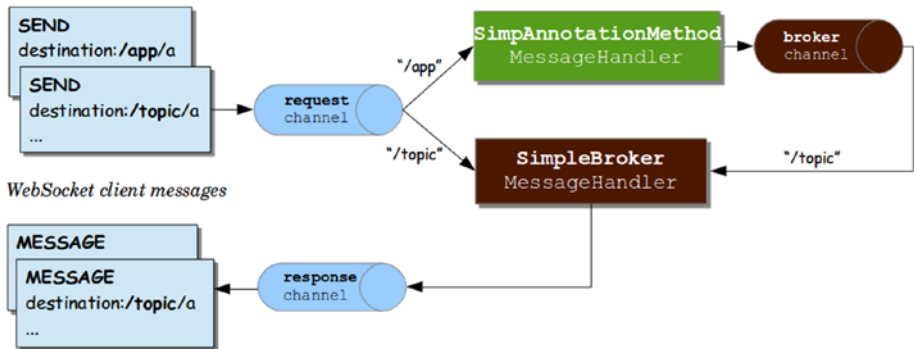 SEND
destination:/app/a
SEND
destination:/topic/a
...
WebSocket client messages
request
channel
"/app"
"/topic"
SimpAnnotationMethod
MessageHandler
broker
channel
SimpleBroker
MessageHandler
"/topic"
MESSAGE
MESSAGE
destination:/topic/a
...
response
channel